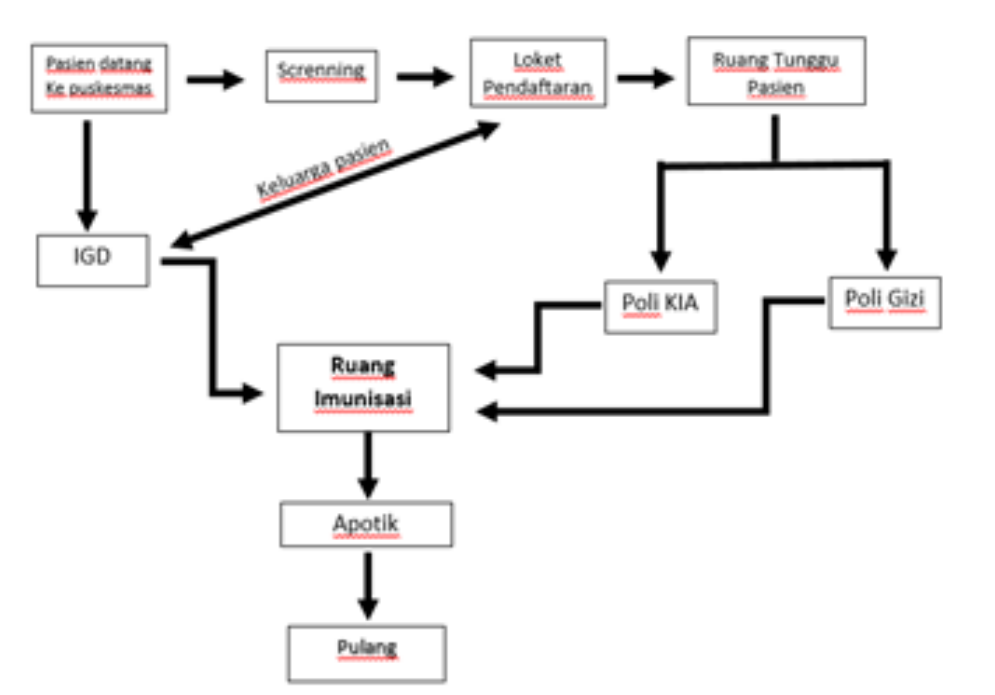 Pasien datang
Ke puskesmas
Screnning
Loket
Pendaftaran
Ruang Tunggu
Pasien
Keluarga pasien
IGD
Poli KIA
Poli Gizi
Ruang
Imunisasi
Apotik
Pulang